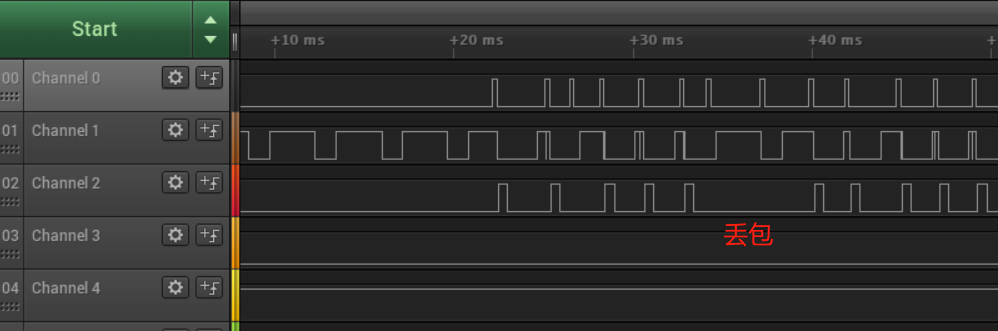 Start
+10 ms +20 ms +30 ms +40 ms +
00 Channel 0
01 Channel 1
02 Channel 2
03 Channel 3
丢包
04 Channel 4